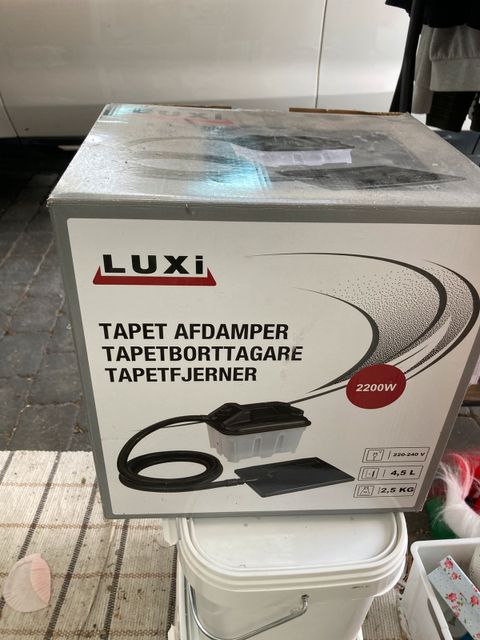 LUXi
TAPET AFDAMPER
TAPETBORTTAGARE
TAPETFJERNER
2200W
220-240 V
4,5 L
2,5 KG